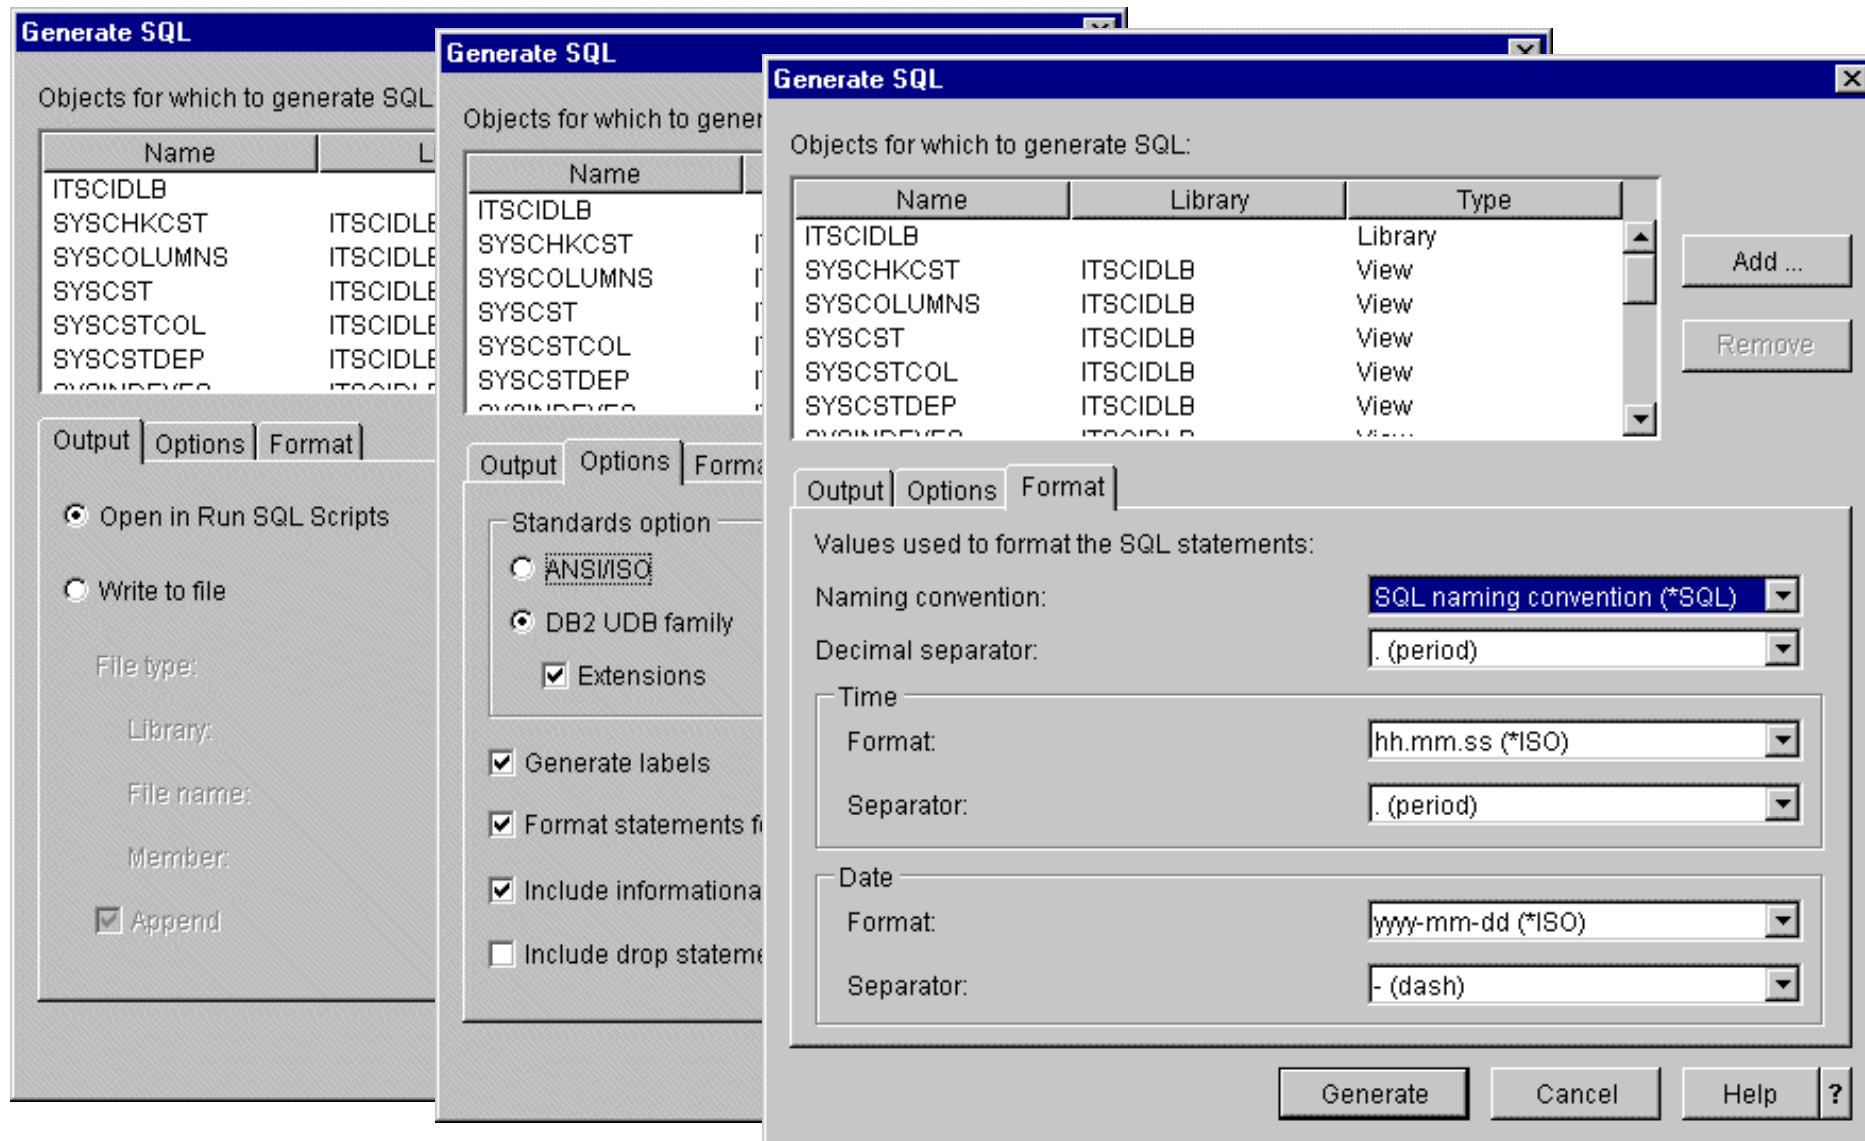 Generate SQL
Objects for which to generate SQL
Name
ITSCIDLB
SYSCHKCST ITSCIDLB
SYSCOLUMNS ITSCIDLB
SYSCST ITSCIDLB
SYSCSTCOL ITSCIDLB
SYSCSTDEP ITSCIDLB
Output Options Format
Open in Run SQL Scripts
Write to file
File type:
Library:
File name:
Member:
Append
Generate SQL
Objects for which to gener
Name
ITSCIDLB
SYSCHKCST
SYSCOLUMNS
SYSCST
SYSCSTCOL
SYSCSTDEP
Output Options Forma
Standards option
ANSI/ISO
DB2 UDB family
Extensions
Generate labels
Format statements f
Include informationa
Include drop stateme
Generate SQL
Objects for which to generate SQL:
Name Library Type
ITSCIDLB Library
SYSCHKCST ITSCIDLB View
SYSCOLUMNS ITSCIDLB View
SYSCST ITSCIDLB View
SYSCSTCOL ITSCIDLB View
SYSCSTDEP ITSCIDLB View
Add ...
Remove
Output Options Format
Values used to format the SQL statements:
Naming convention: SQL naming convention (*SQL)
Decimal separator: . (period)
Time
Format: hh.mm.ss (*ISO)
Separator: . (period)
Date
Format: yyyy-mm-dd (*ISO)
Separator: - (dash)
Generate Cancel Help ?